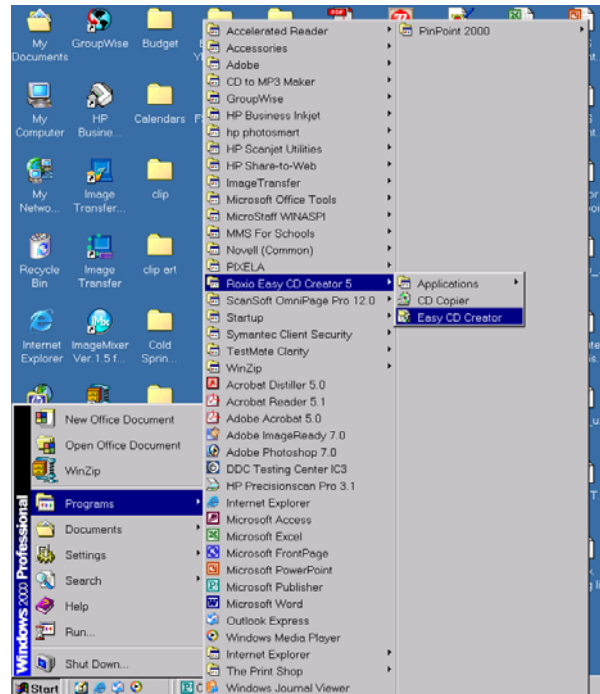 My Documents
GroupWise
Budget
My Computer
HP Busine...
Calendars
My Netwo...
Image Transfer...
clip
Recycle Bin
Image Transfer
clip art
Internet Explorer
ImageMixer Ver.1.5 f...
Cold Sprin...
New Office Document
Open Office Document
WinZip
Programs
Documents
Settings
Search
Help
Run...
Shut Down...
Windows 2000 Professional
Start
Accelerated Reader
Accessories
Adobe
CD to MP3 Maker
GroupWise
HP Business Inkjet
hp photosmart
HP Scanjet Utilities
HP Share-to-Web
ImageTransfer
Microsoft Office Tools
MicroStaff WINASPI
MMS For Schools
Novell (Common)
PIXELA
Roxio Easy CD Creator 5
ScanSoft OmniPage Pro 12.0
Startup
Symantec Client Security
TestMate Clarity
WinZip
Acrobat Distiller 5.0
Acrobat Reader 5.1
Adobe Acrobat 5.0
Adobe ImageReady 7.0
Adobe Photoshop 7.0
DDC Testing Center IC3
HP Precisionscan Pro 3.1
Internet Explorer
Microsoft Access
Microsoft Excel
Microsoft FrontPage
Microsoft PowerPoint
Microsoft Publisher
Microsoft Word
Outlook Express
Windows Media Player
Internet Explorer
The Print Shop
Windows Journal Viewer
PinPoint 2000
Applications
CD Copier
Easy CD Creator